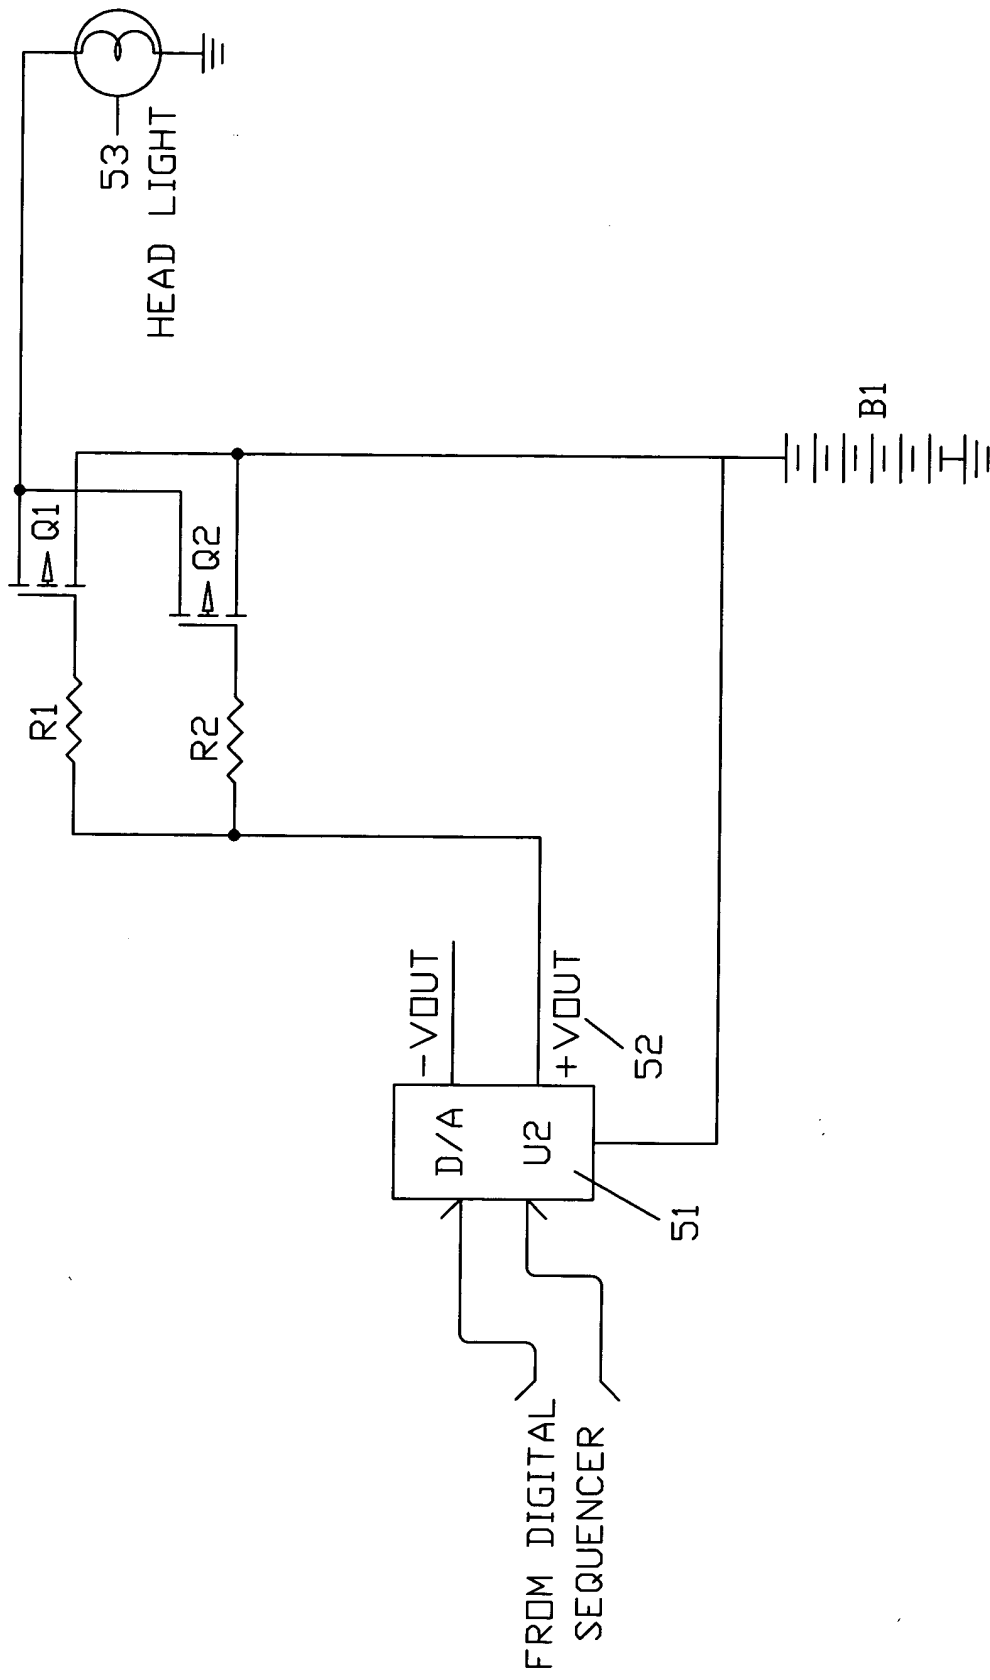 FROM DIGITAL
SEQUENCER
D/A
U2
51
-VOUT
+VOUT
52
R1
R2
Q1
Q2
B1
53
HEAD LIGHT